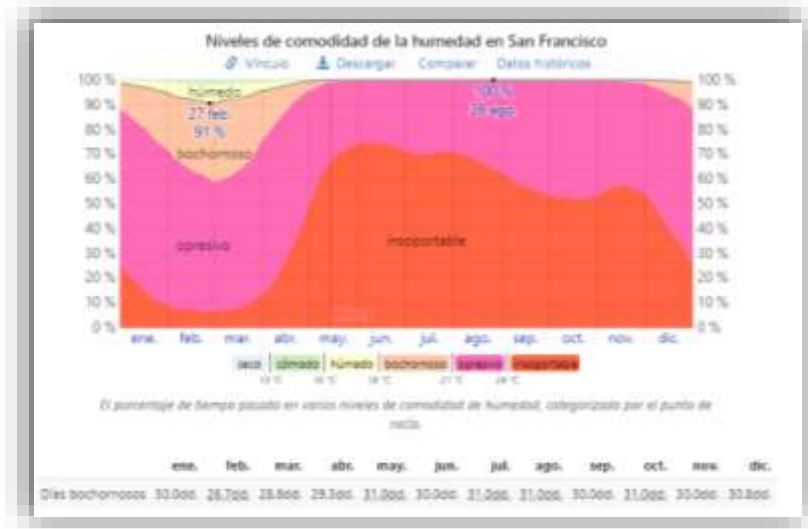 Niveles de comodidad de la humedad en San Francisco
Vínculo Descargar Comparar Datos históricos
100 % 100 %
90 % 90 %
80 % 80 %
70 % 70 %
60 % 60 %
50 % 50 %
40 % 40 %
30 % 30 %
20 % 20 %
10 % 10 %
0 % 0 %
húmedo
27 feb.
91 %
bochornoso
100 %
28 ago.
opresivo
insoportable
ene. feb. mar. abr. may. jun. jul. ago. sep. oct. nov. dic.
seco cómodo húmedo bochornoso opresivo insoportable
13 °C 16 °C 18 °C 21 °C 24 °C
El porcentaje de tiempo pasado en varios niveles de comodidad de humedad, categorizado por el punto de
rocío.
ene. feb. mar. abr. may. jun. jul. ago. sep. oct. nov. dic.
Días bochornosos 30.0dd. 26.7dd. 28.8dd. 29.3dd. 31.0dd. 30.0dd. 31.0dd. 31.0dd. 30.0dd. 31.0dd. 30.0dd. 30.8dd.